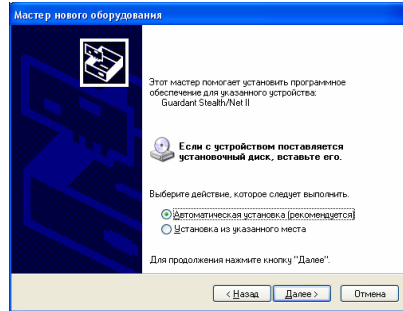 Мастер нового оборудования
Этот мастер помогает установить программное
обеспечение для указанного устройства:
Guardant Stealth/Net II
Если с устройством поставляется
установочный диск, вставьте его.
Выберите действие, которое следует выполнить.
Автоматическая установка (рекомендуется)
Установка из указанного места
Для продолжения нажмите кнопку "Далее".
< Назад Далее > Отмена